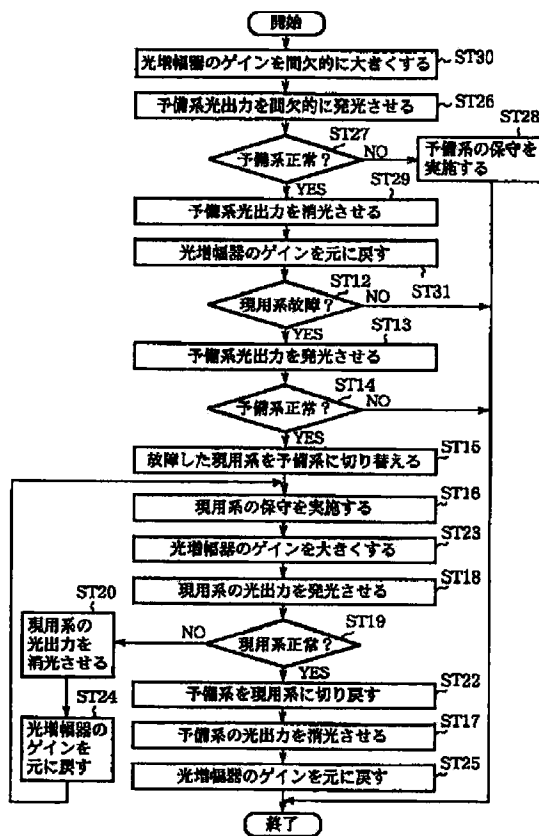 開始
光増幅器のゲインを間欠的に大きくする
ST30
予備系光出力を間欠的に発光させる
ST26
ST27
予備系正常?
NO
ST28
予備系の保守を
実施する
YES
ST29
予備系光出力を消光させる
光増幅器のゲインを元に戻す
ST31
ST12
現用系故障?
NO
YES
ST13
予備系光出力を発光させる
ST14
予備系正常?
NO
YES
ST15
故障した現用系を予備系に切り替える
ST16
現用系の保守を実施する
ST23
光増幅器のゲインを大きくする
ST18
現用系の光出力を発光させる
ST19
現用系正常?
NO
ST20
現用系の
光出力を
消光させる
ST24
光増幅器の
ゲインを
元に戻す
YES
予備系を現用系に切り戻す
ST22
予備系の光出力を消光させる
ST17
光増幅器のゲインを元に戻す
ST25
終了